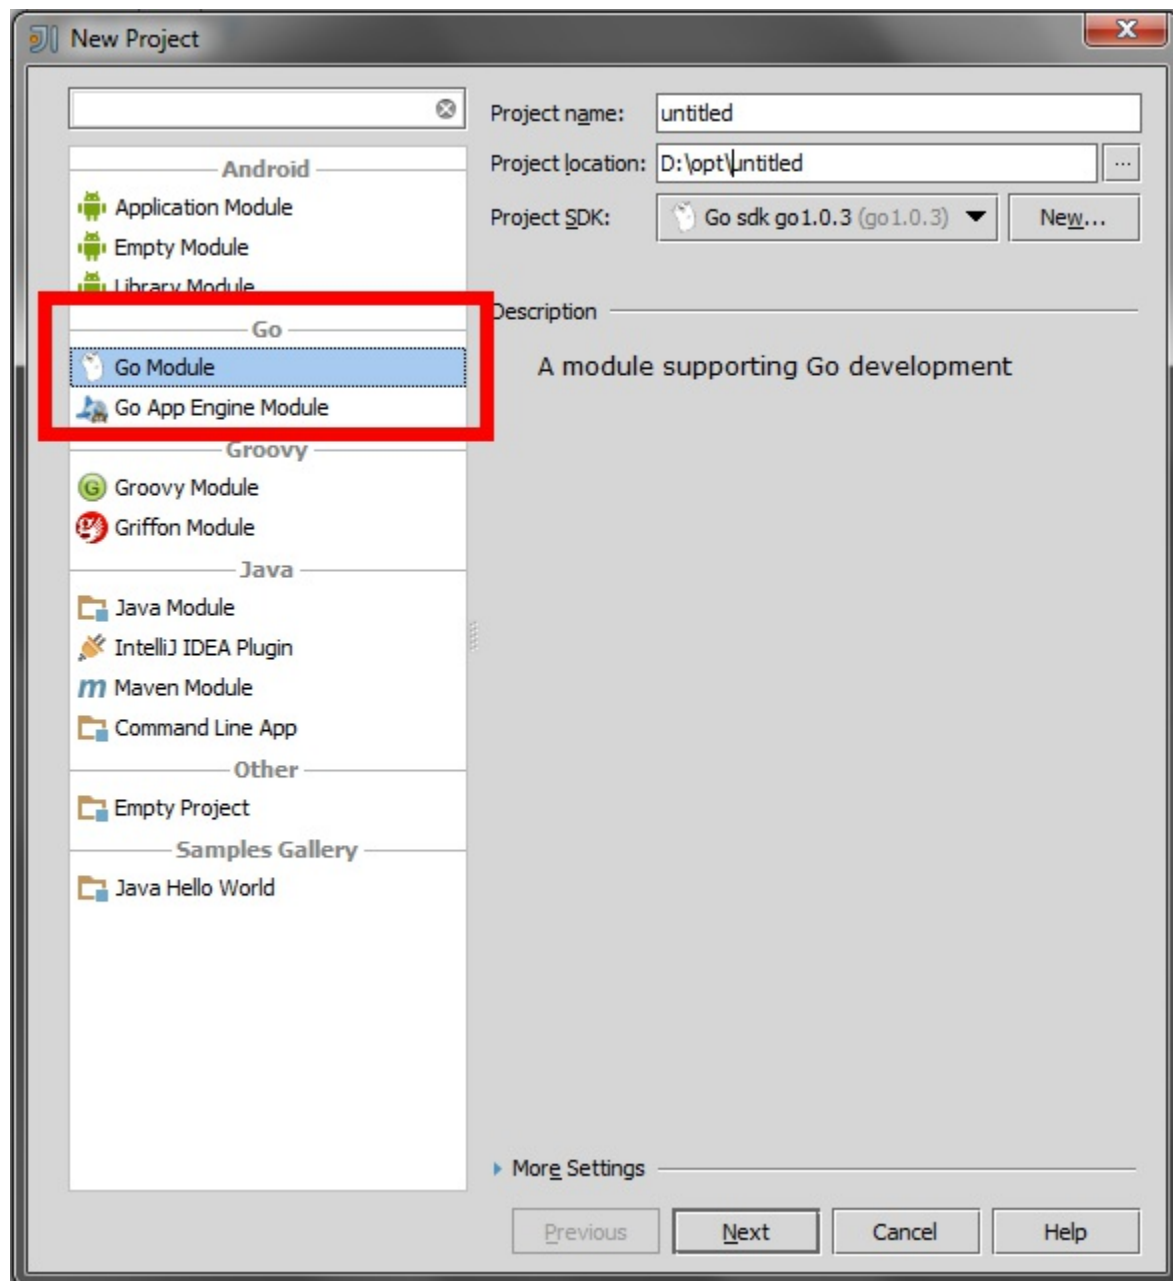 New Project
Project name: untitled
Project location: D:\opt\untitled ...
Project SDK: Go sdk go1.0.3 (go1.0.3) New...
Android
Application Module
Empty Module
Library Module
Go
Go Module
Go App Engine Module
Groovy
Groovy Module
Griffon Module
Java
Java Module
IntelliJ IDEA Plugin
Maven Module
Command Line App
Other
Empty Project
Samples Gallery
Java Hello World
Description
A module supporting Go development
More Settings
Previous Next Cancel Help